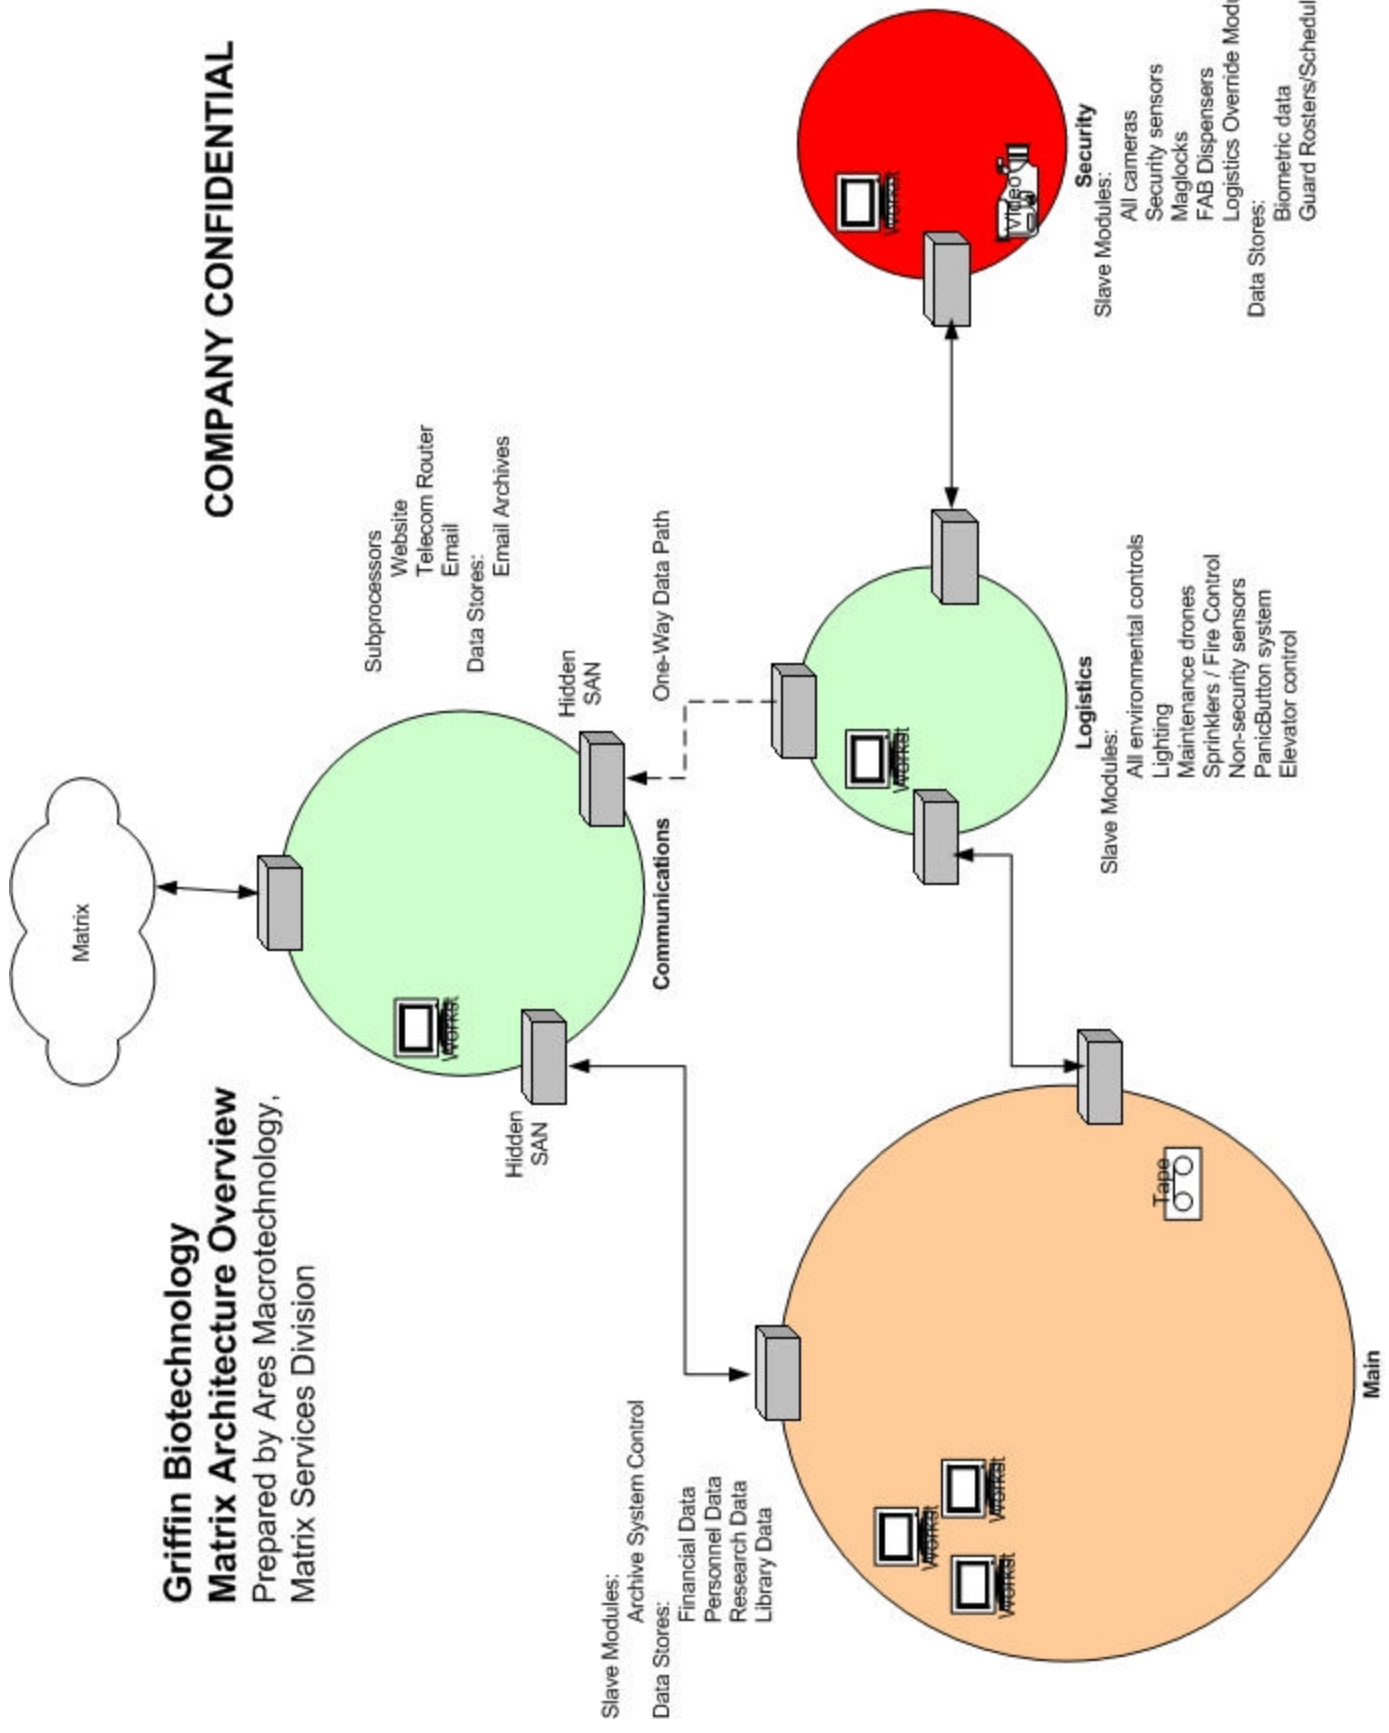 Griffin Biotechnology
Matrix Architecture Overview
Prepared by Ares Macrotechnology,
Matrix Services Division
COMPANY CONFIDENTIAL
Matrix
Subprocessors
Website
Telecom Router
Email
Data Stores:
Email Archives
Hidden
SAN
Hidden
SAN
Communications
One-Way Data Path
Slave Modules:
Archive System Control
Data Stores:
Financial Data
Personnel Data
Research Data
Library Data
Tape
Main
Logistics
Slave Modules:
All environmental controls
Lighting
Maintenance drones
Sprinklers / Fire Control
Non-security sensors
PanicButton system
Elevator control
Video
Security
Slave Modules:
All cameras
Security sensors
Maglocks
FAB Dispensers
Logistics Override
Data Stores:
Biometric data
Guard